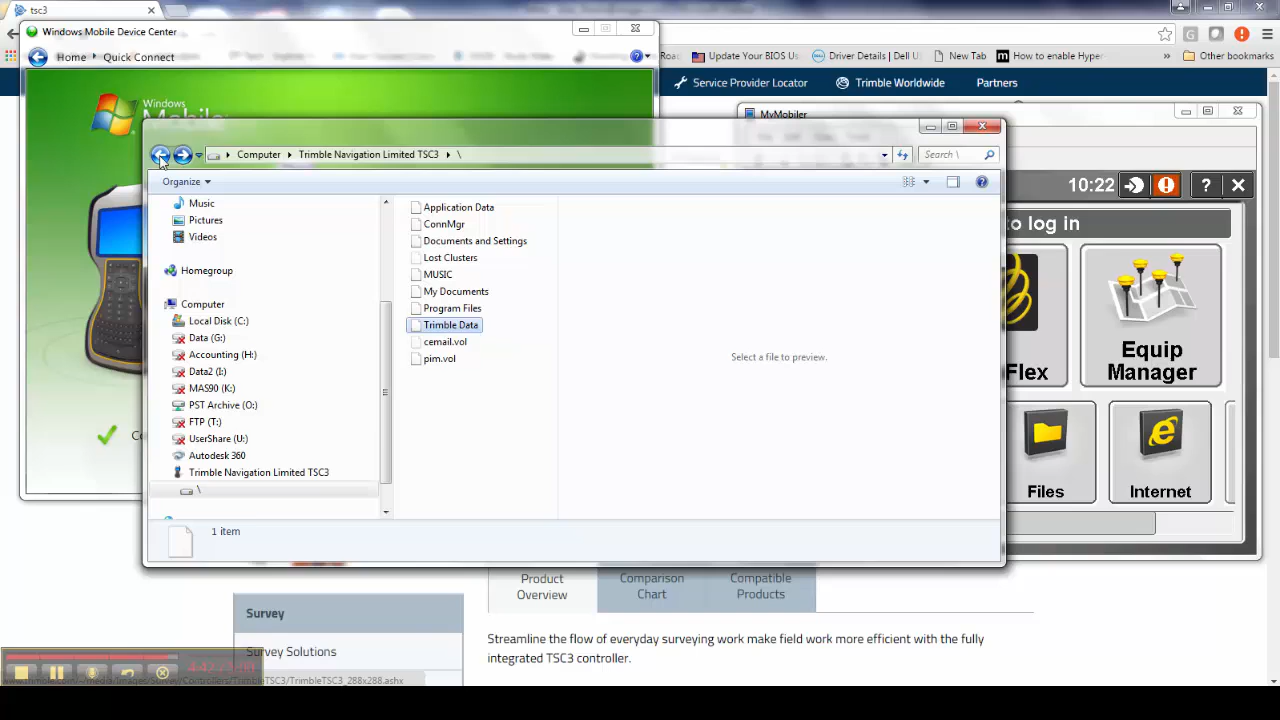 tsc3
Windows Mobile Device Center
Home
Quick Connect
Update Your BIOS Us
Driver Details | Dell U
New Tab
How to enable Hyper-
Other bookmarks
Service Provider Locator
Trimble Worldwide
Partners
Windows
Mobile
MyMobiler
Computer
Trimble Navigation Limited TSC3
\
Search \
Organize
10:22
to log in
Flex
Equip
Manager
Files
Internet
Music
Pictures
Videos
Homegroup
Computer
Local Disk (C:)
Data (G:)
Accounting (H:)
Data2 (I:)
MAS90 (K:)
PST Archive (O:)
FTP (T:)
UserShare (U:)
Autodesk 360
Trimble Navigation Limited TSC3
\
Application Data
ConnMgr
Documents and Settings
Lost Clusters
MUSIC
My Documents
Program Files
Trimble Data
cemail.vol
pim.vol
Select a file to preview.
1 item
Product
Overview
Comparison
Chart
Compatible
Products
Survey
Survey Solutions
Streamline the flow of everyday surveying work make field work more efficient with the fully
integrated TSC3 controller.